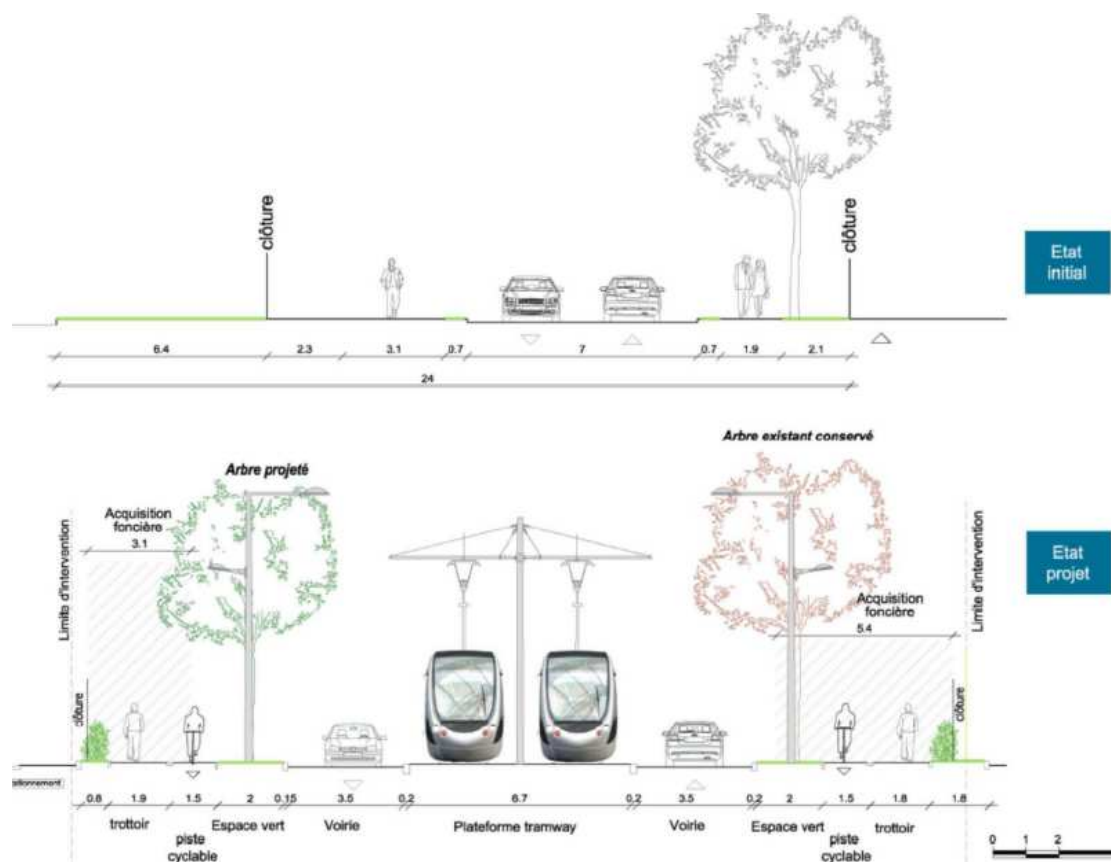 clôture
clôture
Etat
initial
6.4
2.3
3.1
0.7
7
0.7
1.9
2.1
24
Arbre existant conservé
Arbre projeté
Limite d'intervention
Acquisition
foncière
3.1
Etat
projet
Acquisition
foncière
5.4
Limite d'intervention
clôture
clôture
0.8
1.9
1.5
2
0.15
3.5
0.2
6.7
0.2
3.5
0.2
2
1.5
1.8
1.8
trottoir
piste
cyclable
Espace vert
Voirie
Plateforme tramway
Voirie
Espace vert
piste
cyclable
trottoir
0 1 2